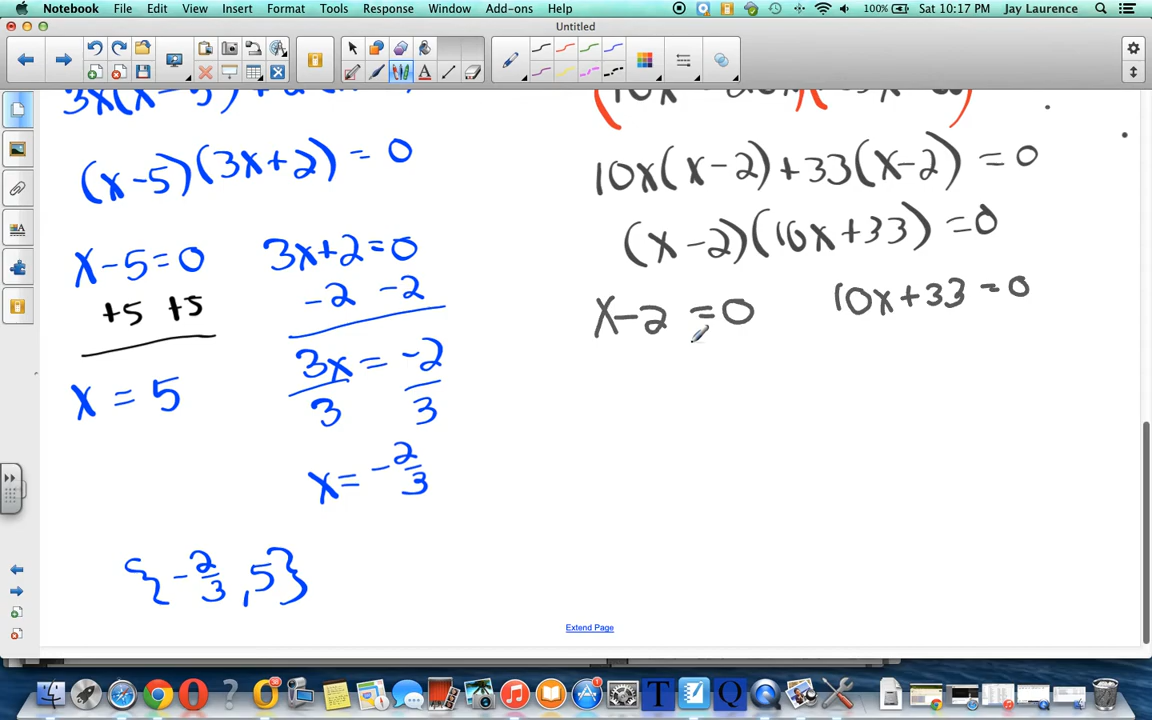 Notebook File Edit View Insert Format Tools Response Window Add-ons Help 100% Sat 10:17 PM Jay Laurence
Untitled
(x-5)(3x+2) = 0
x-5=0 3x+2=0
+5 +5 -2 -2
x = 5
3x = -2
3 3
x = -2/3
{-2/3, 5}
10x(x-2)+33(x-2) = 0
(x-2)(10x+33) = 0
x-2 = 0 10x+33 = 0
Extend Page